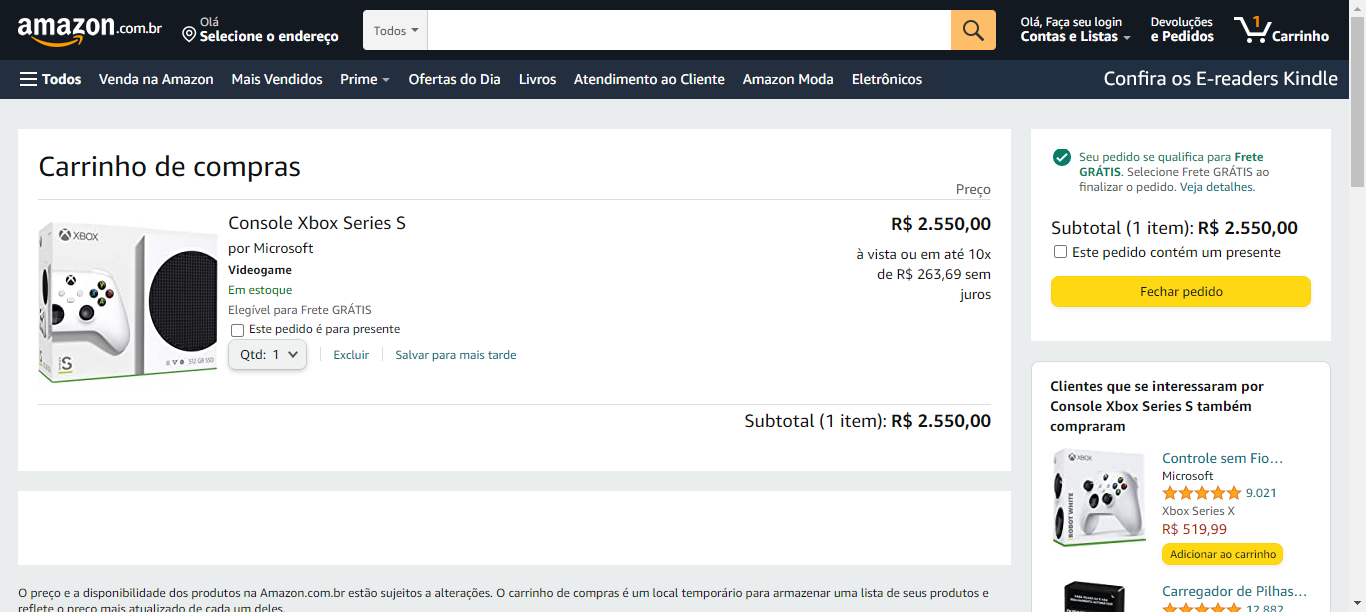 amazon.com.br
Olá
Selecione o endereço
Todos
Olá, Faça seu login
Contas e Listas
Devoluções
e Pedidos
1
Carrinho
Todos
Venda na Amazon
Mais Vendidos
Prime
Ofertas do Dia
Livros
Atendimento ao Cliente
Amazon Moda
Eletrônicos
Confira os E-readers Kindle
Carrinho de compras
Preço
XBOX
S
512 GB SSD
Console Xbox Series S
por Microsoft
Videogame
Em estoque
Elegível para Frete GRÁTIS
Este pedido é para presente
Qtd: 1
Excluir
Salvar para mais tarde
R$ 2.550,00
à vista ou em até 10x
de R$ 263,69 sem
juros
Subtotal (1 item): R$ 2.550,00
O preço e a disponibilidade dos produtos na Amazon.com.br estão sujeitos a alterações. O carrinho de compras é um local temporário para armazenar uma lista de seus produtos e
reflete o preço mais atualizado de cada um deles.
Seu pedido se qualifica para Frete
GRÁTIS. Selecione Frete GRÁTIS ao
finalizar o pedido. Veja detalhes.
Subtotal (1 item): R$ 2.550,00
Este pedido contém um presente
Fechar pedido
Clientes que se interessaram por
Console Xbox Series S também
compraram
XBOX
ROBOT WHITE
Controle sem Fio…
Microsoft
9.021
Xbox Series X
R$ 519,99
Adicionar ao carrinho
Carregador de Pilhas…
12.882